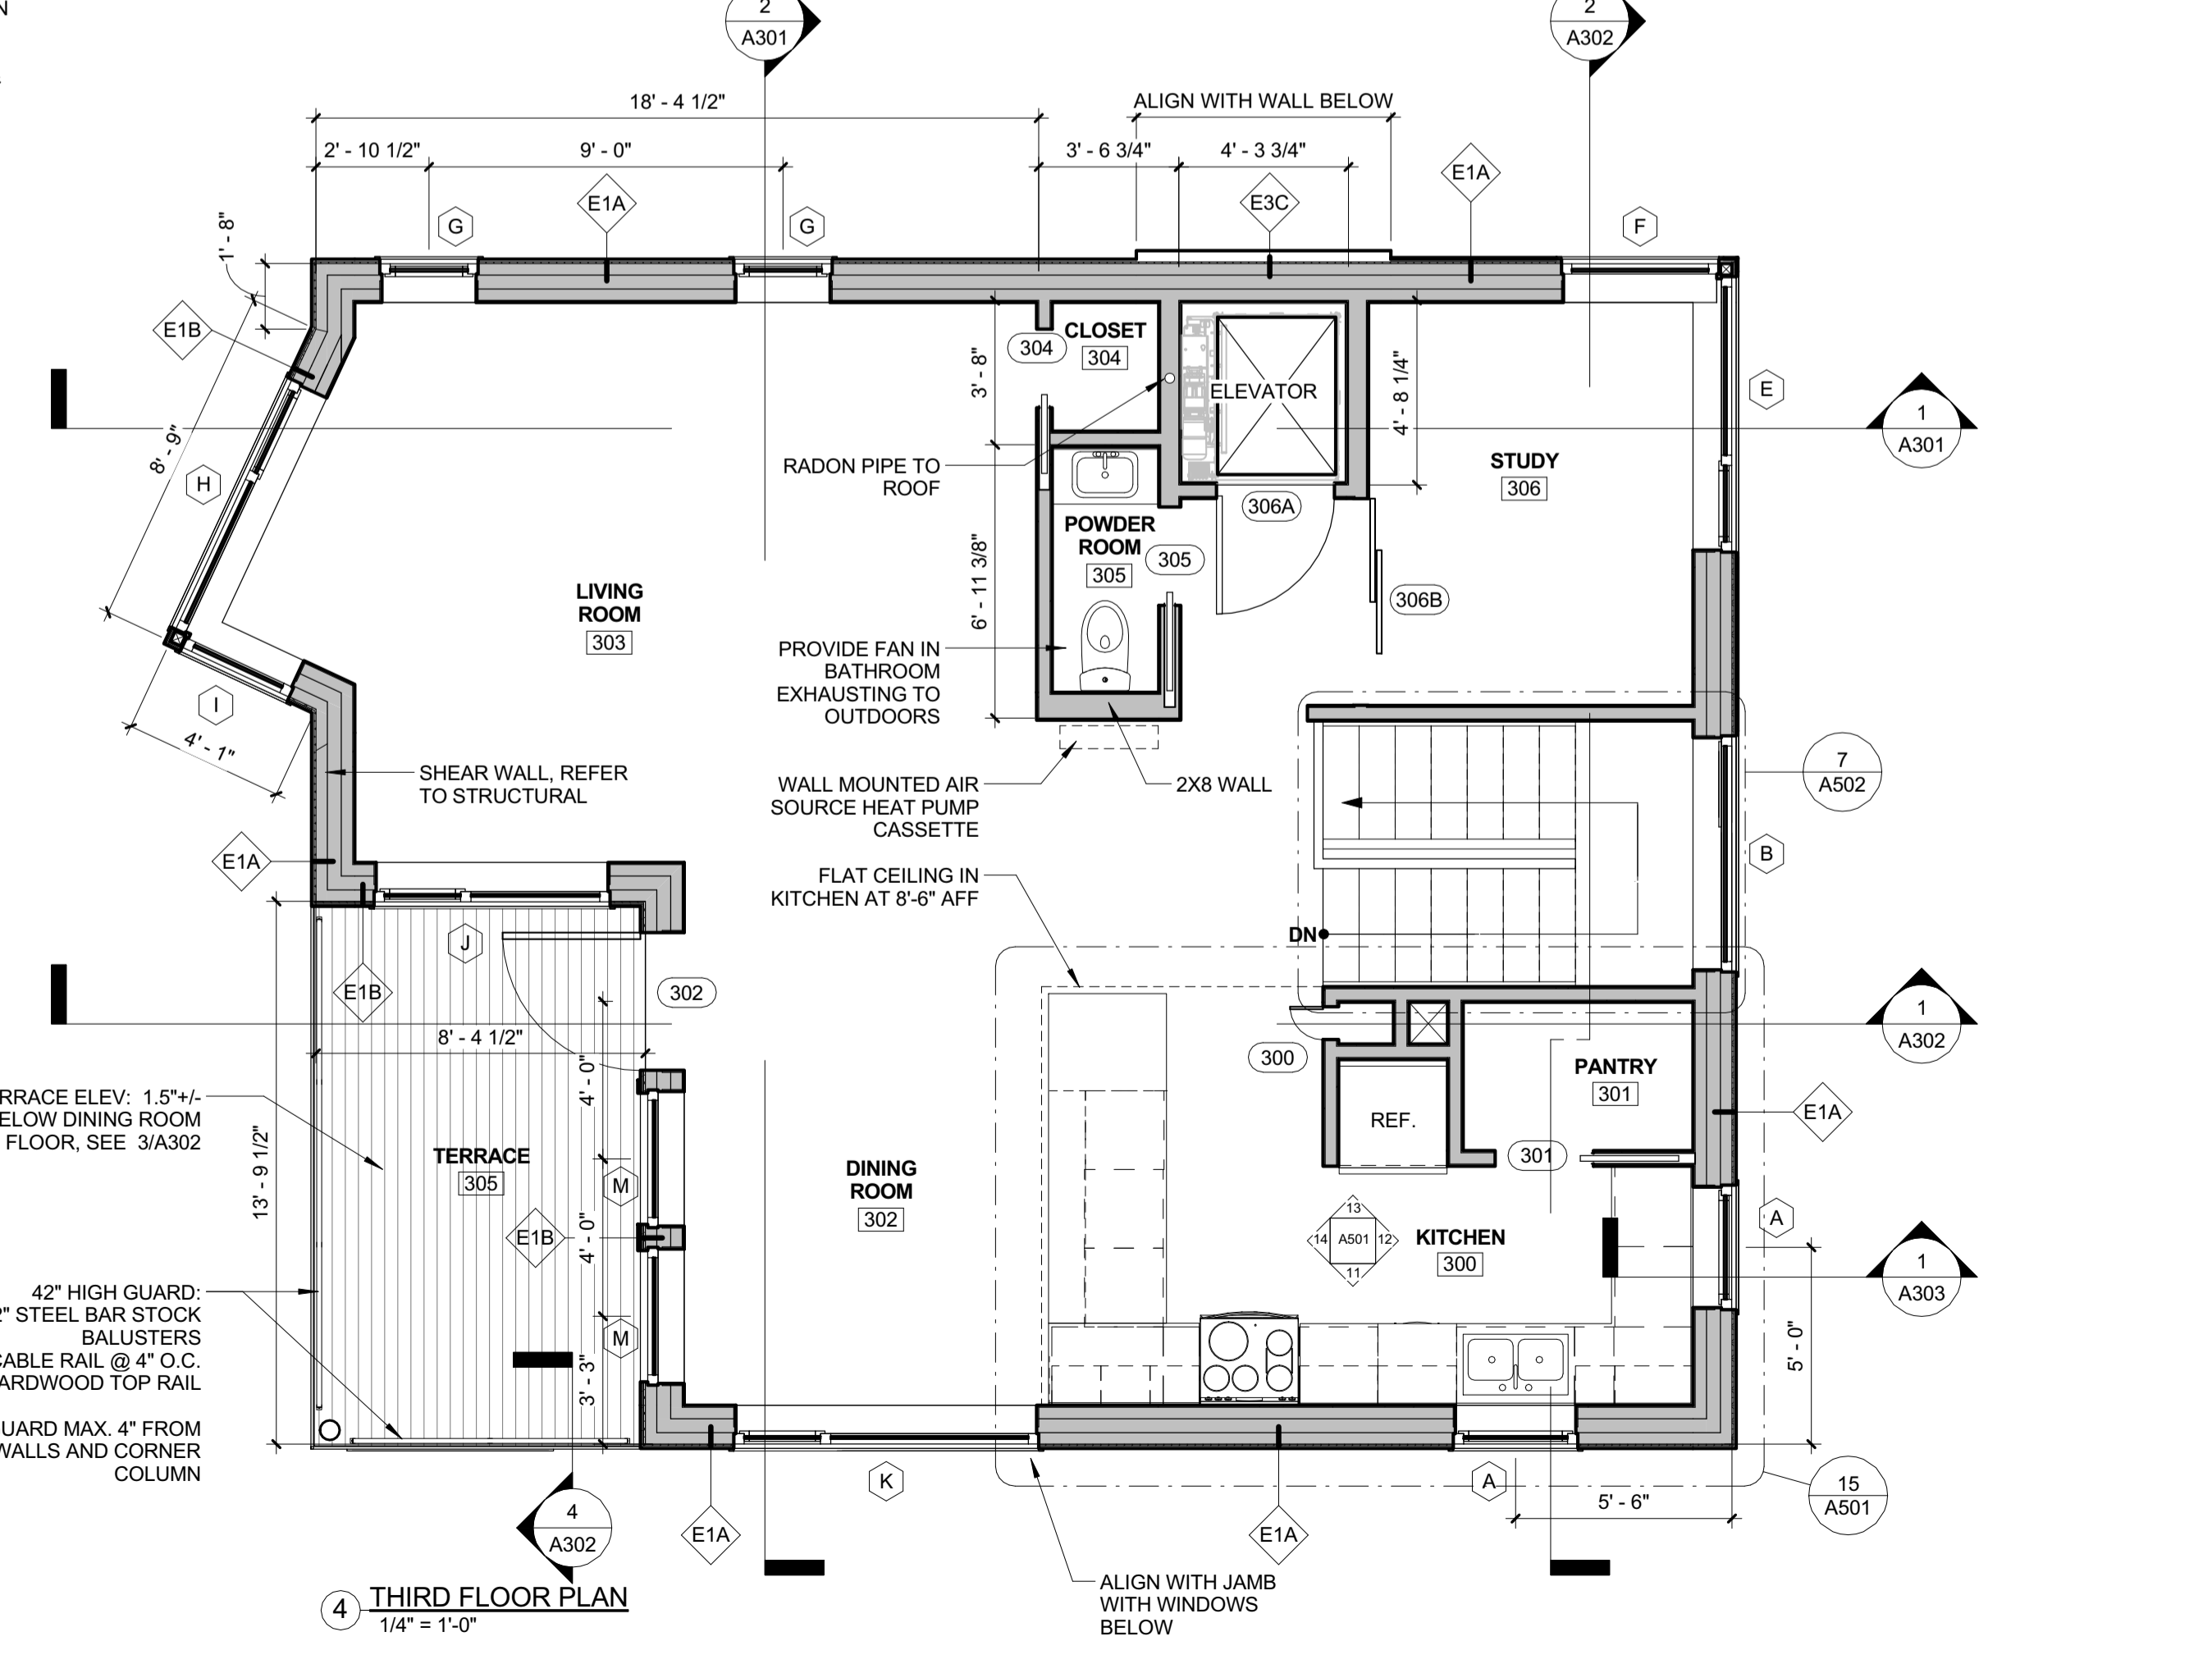 2
A301
2
A302
18' - 4 1/2"
ALIGN WITH WALL BELOW
2' - 10 1/2"
9' - 0"
3' - 6 3/4"
4' - 3 3/4"
E1A
E3C
E1A
G
G
F
1' - 8"
E1B
CLOSET
304
304
3' - 8"
ELEVATOR
4' - 8 1/4"
E
1
A301
8' - 9"
H
RADON PIPE TO
ROOF
STUDY
306
306A
POWDER
ROOM
305
305
6' - 11 3/8"
LIVING
ROOM
303
306B
PROVIDE FAN IN
BATHROOM
EXHAUSTING TO
OUTDOORS
I
4' - 1"
SHEAR WALL, REFER
TO STRUCTURAL
WALL MOUNTED AIR
SOURCE HEAT PUMP
CASSETTE
2X8 WALL
7
A502
E1A
B
FLAT CEILING IN
KITCHEN AT 8'-6" AFF
J
DN
E1B
302
8' - 4 1/2"
300
1
A302
4' - 0"
PANTRY
301
RRACE ELEV: 1.5"+/-
ELOW DINING ROOM
FLOOR, SEE 3/A302
REF.
E1A
13' - 9 1/2"
TERRACE
305
M
DINING
ROOM
302
301
E1B
4' - 0"
13
14
A501
12
11
KITCHEN
300
A
1
A303
42" HIGH GUARD:
2" STEEL BAR STOCK
BALUSTERS
CABLE RAIL @ 4" O.C.
ARDWOOD TOP RAIL
M
3' - 3"
5' - 0"
UARD MAX. 4" FROM
WALLS AND CORNER
COLUMN
K
A
15
A501
5' - 6"
4
A302
E1A
E1A
4
THIRD FLOOR PLAN
1/4" = 1'-0"
ALIGN WITH JAMB
WITH WINDOWS
BELOW